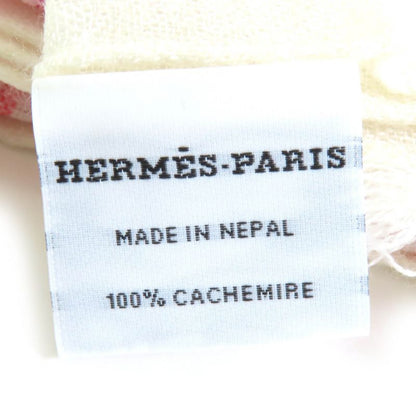 HERMÈS-PARIS
MADE IN NEPAL
100% CACHEMIRE